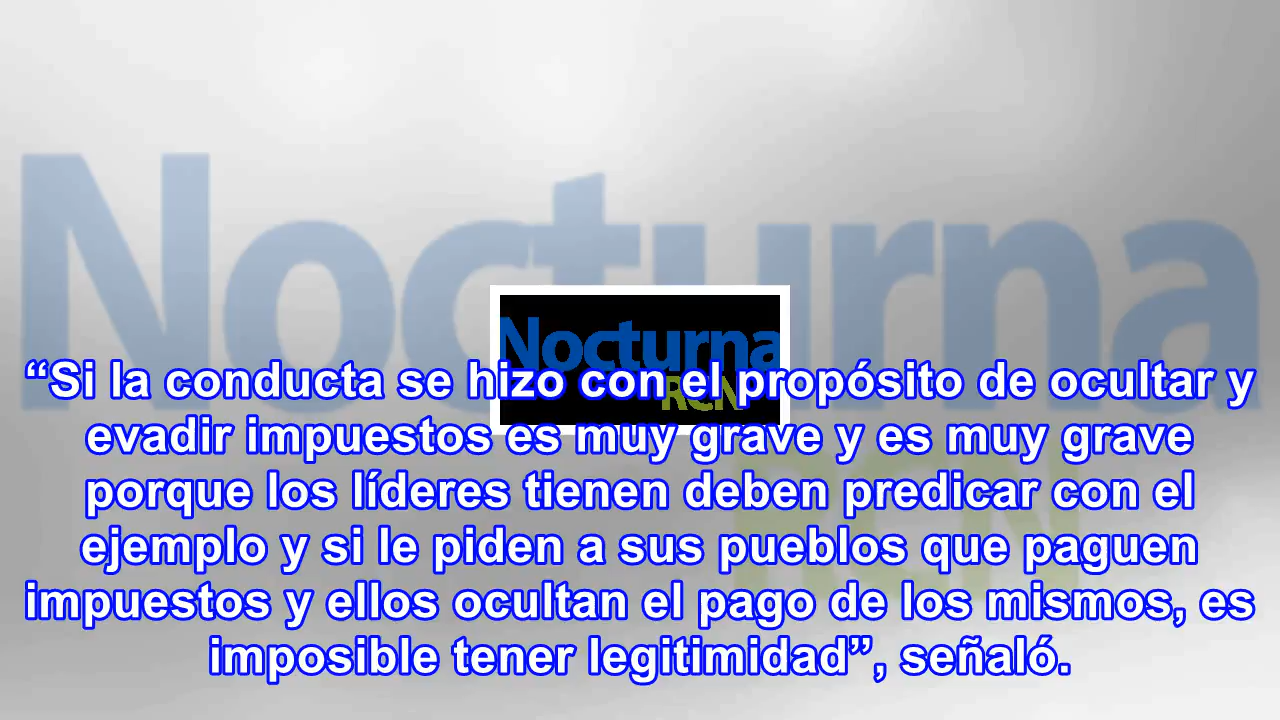 Nocturna
RCN
Nocturna
RCN
“Si la conducta se hizo con el propósito de ocultar y
evadir impuestos es muy grave y es muy grave
porque los líderes tienen deben predicar con el
ejemplo y si le piden a sus pueblos que paguen
impuestos y ellos ocultan el pago de los mismos, es
imposible tener legitimidad”, señaló.